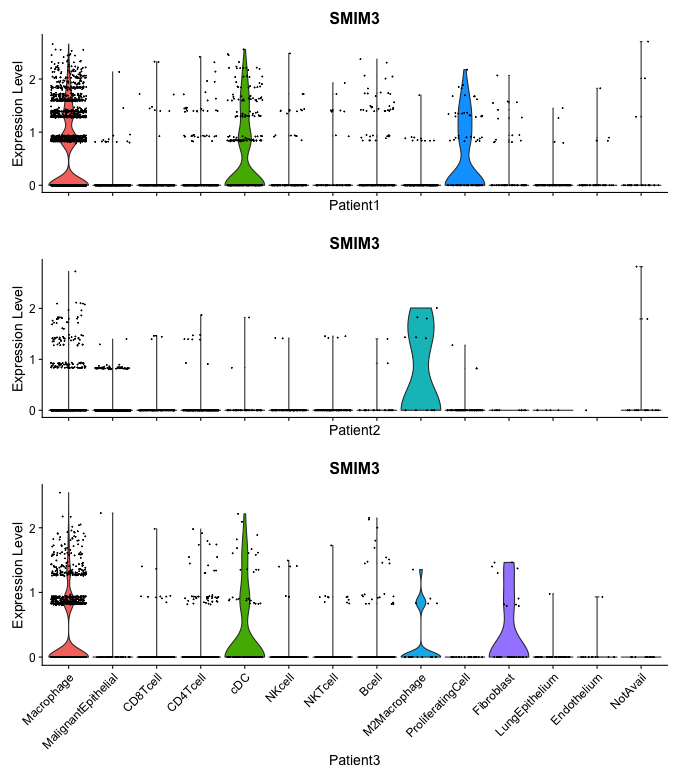 SMIM3
Expression Level
2
1
0
Patient1
SMIM3
Expression Level
2
1
0
Patient2
SMIM3
Expression Level
2
1
0
Macrophage
MalignantEpithelial
CD8Tcell
CD4Tcell
cDC
NKcell
NKTcell
Bcell
M2Macrophage
ProliferatingCell
Fibroblast
LungEpithelium
Endothelium
NotAvail
Patient3